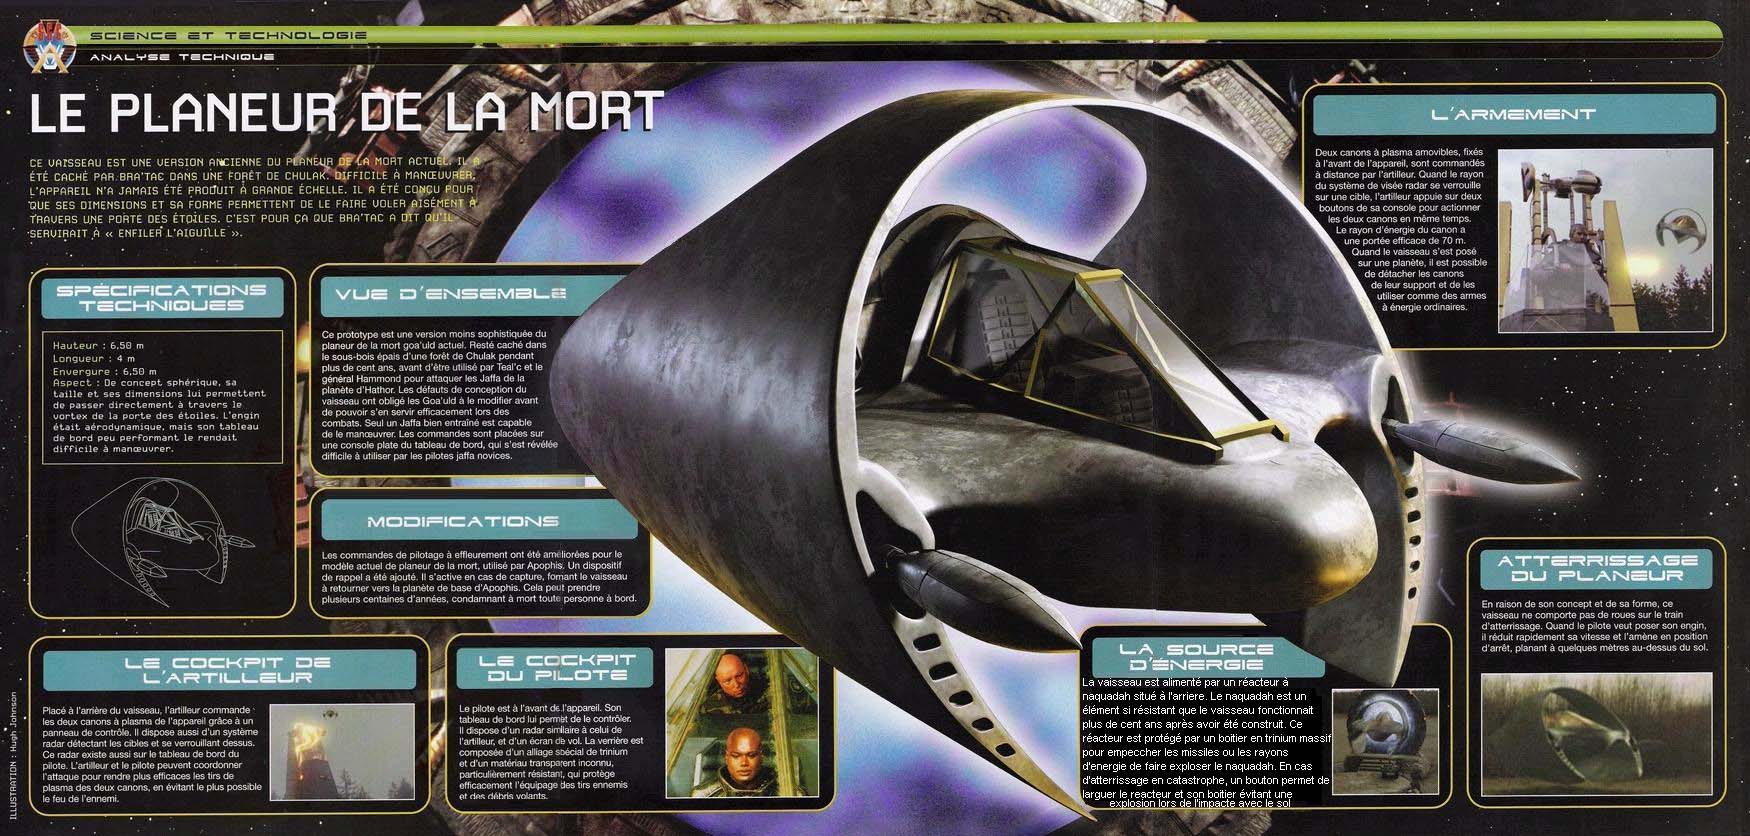 SCIENCE ET TECHNOLOGIE
ANALYSE TECHNIQUE
LE PLANEUR DE LA MORT
CE VAISSEAU EST UNE VERSION ANCIENNE DU PLANEUR DE LA MORT ACTUEL. IL A
ÉTÉ CACHÉ PAR BRA'TAC DANS UNE FORÊT DE CHULAK. DIFFICILE À MANŒUVRER,
L'APPAREIL N'A JAMAIS ÉTÉ PRODUIT À GRANDE ÉCHELLE. IL A ÉTÉ CONÇU POUR
QUE SES DIMENSIONS ET SA FORME PERMETTENT DE LE FAIRE VOLER AISÉMENT À
TRAVERS UNE PORTE DES ÉTOILES. C'EST POUR ÇA QUE BRA'TAC A DIT QU'IL
SERVIRAIT À « ENFILER L'AIGUILLE ».
SPÉCIFICATIONS
TECHNIQUES
Hauteur : 6,50 m
Longueur : 4 m
Envergure : 6,50 m
Aspect : De concept sphérique, sa
taille et ses dimensions lui permettent
de passer directement à travers le
vortex de la porte des étoiles. L'engin
était aérodynamique, mais son tableau
de bord peu performant le rendait
difficile à manœuvrer.
VUE D'ENSEMBLE
Ce prototype est une version moins sophistiquée du
planeur de la mort goa'uld actuel. Resté caché dans
le sous-bois épais d'une forêt de Chulak pendant
plus de cent ans, avant d'être utilisé par Teal'c et le
général Hammond pour attaquer les Jaffa de la
planète d'Hathor. Les défauts de conception du
vaisseau ont obligé les Goa'uld à le modifier avant
de pouvoir s'en servir efficacement lors des
combats. Seul un Jaffa bien entraîné est capable
de le manœuvrer. Les commandes sont placées sur
une console plate du tableau de bord, qui s'est révélée
difficile à utiliser par les pilotes jaffa novices.
MODIFICATIONS
Les commandes de pilotage à effleurement ont été améliorées pour le
modèle actuel de planeur de la mort, utilisé par Apophis. Un dispositif
de rappel a été ajouté. Il s'active en cas de capture, forçant le vaisseau
à retourner vers la planète de base d'Apophis. Cela peut prendre
plusieurs centaines d'années, condamnant à mort toute personne à bord.
LE COCKPIT DE
L'ARTILLEUR
Placé à l'arrière du vaisseau, l'artilleur commande
les deux canons à plasma de l'appareil grâce à un
panneau de contrôle. Il dispose aussi d'un système
radar détectant les cibles et se verrouillant dessus.
Ce radar existe aussi sur le tableau de bord du
pilote. L'artilleur et le pilote peuvent coordonner
l'attaque pour rendre plus efficaces les tirs de
plasma des deux canons, en évitant le plus possible
le feu de l'ennemi.
LE COCKPIT
DU PILOTE
Le pilote est à l'avant de l'appareil. Son
tableau de bord lui permet de le contrôler.
Il dispose d'un radar similaire à celui de
l'artilleur, et d'un écran de vol. La verrière est
composée d'un alliage spécial de trinium
et d'un matériau transparent inconnu,
particulièrement résistant, qui protège
efficacement l'équipage des tirs ennemis
et des débris volants.
LA SOURCE
D'ÉNERGIE
La vaisseau est alimenté par un réacteur à
naquadah situé à l'arriere. Le naquadah est un
élément si résistant que le vaisseau fonctionnait
plus de cent ans après avoir été construit. Ce
réacteur est protégé par un boitier en trinium massif
pour empeccher les missiles ou les rayons
d'energie de faire exploser le naquadah. En cas
d'atterrissage en catastrophe, un bouton permet de
larguer le reacteur et son boitier évitant une
explosion lors de l'impacte avec le sol
L'ARMEMENT
Deux canons à plasma amovibles, fixés
à l'avant de l'appareil, sont commandés
à distance par l'artilleur. Quand le rayon
du système de visée radar se verrouille
sur une cible, l'artilleur appuie sur deux
boutons de sa console pour actionner
les deux canons en même temps.
Le rayon d'énergie du canon a
une portée efficace de 70 m.
Quand le vaisseau s'est posé
sur une planète, il est possible
de détacher les canons
de leur support et de les
utiliser comme des armes
à énergie ordinaires.
ATTERRISSAGE
DU PLANEUR
En raison de son concept et de sa forme, ce
vaisseau ne comporte pas de roues sur le train
d'atterrissage. Quand le pilote veut poser son engin,
il réduit rapidement sa vitesse et l'amène en position
d'arrêt, planant à quelques mètres au-dessus du sol.
ILLUSTRATION : Hugh Johnson